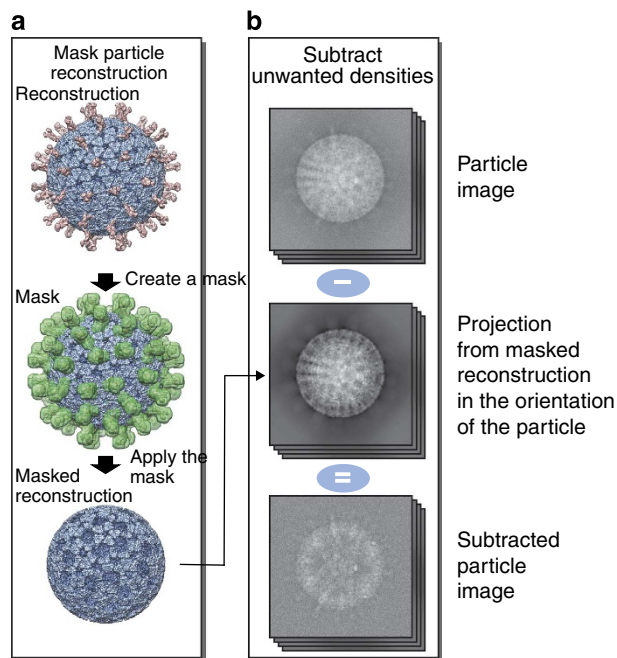 a
Mask particle
reconstruction
Reconstruction
Create a mask
Mask
Apply the
mask
Masked
reconstruction
b
Subtract
unwanted densities
Particle
image
−
Projection
from masked
reconstruction
in the orientation
of the particle
=
Subtracted
particle
image